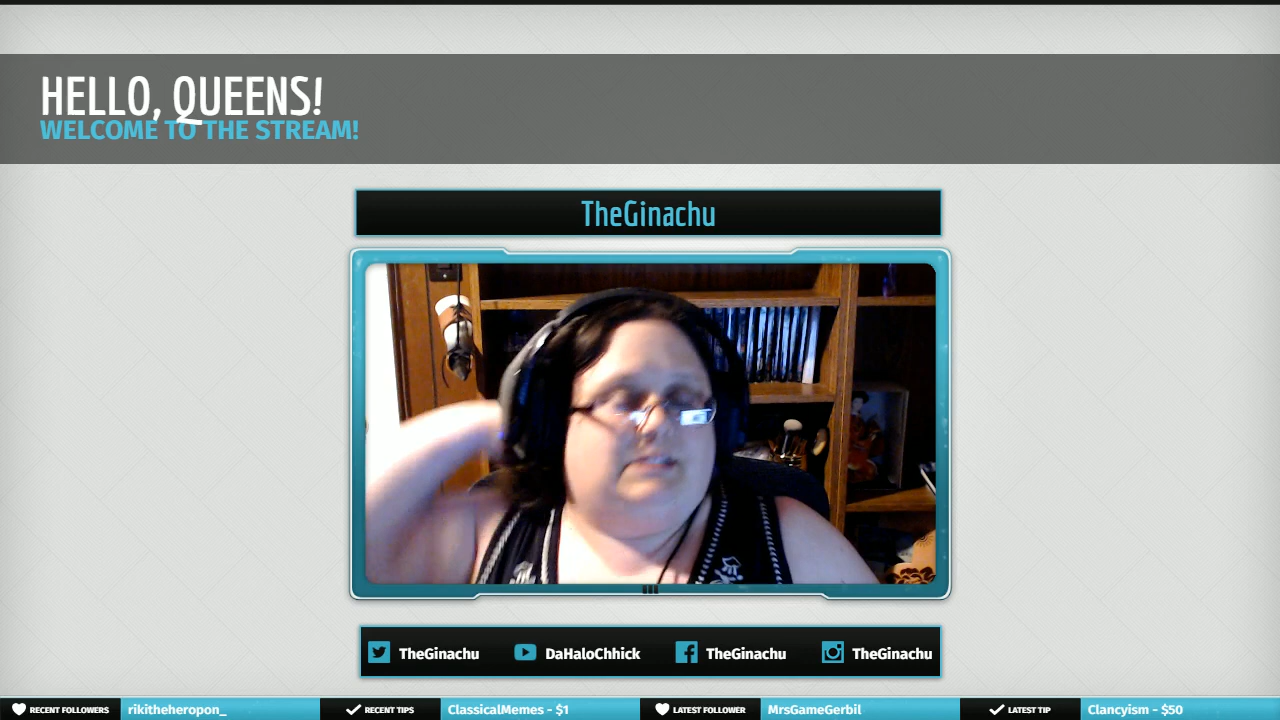 HELLO, QUEENS!
WELCOME TO THE STREAM!
TheGinachu
TheGinachu DaHaloChhick TheGinachu TheGinachu
RECENT FOLLOWERS rikitheheropon_ RECENT TIPS ClassicalMemes - $1 LATEST FOLLOWER MrsGameGerbil LATEST TIP Clancyism - $50